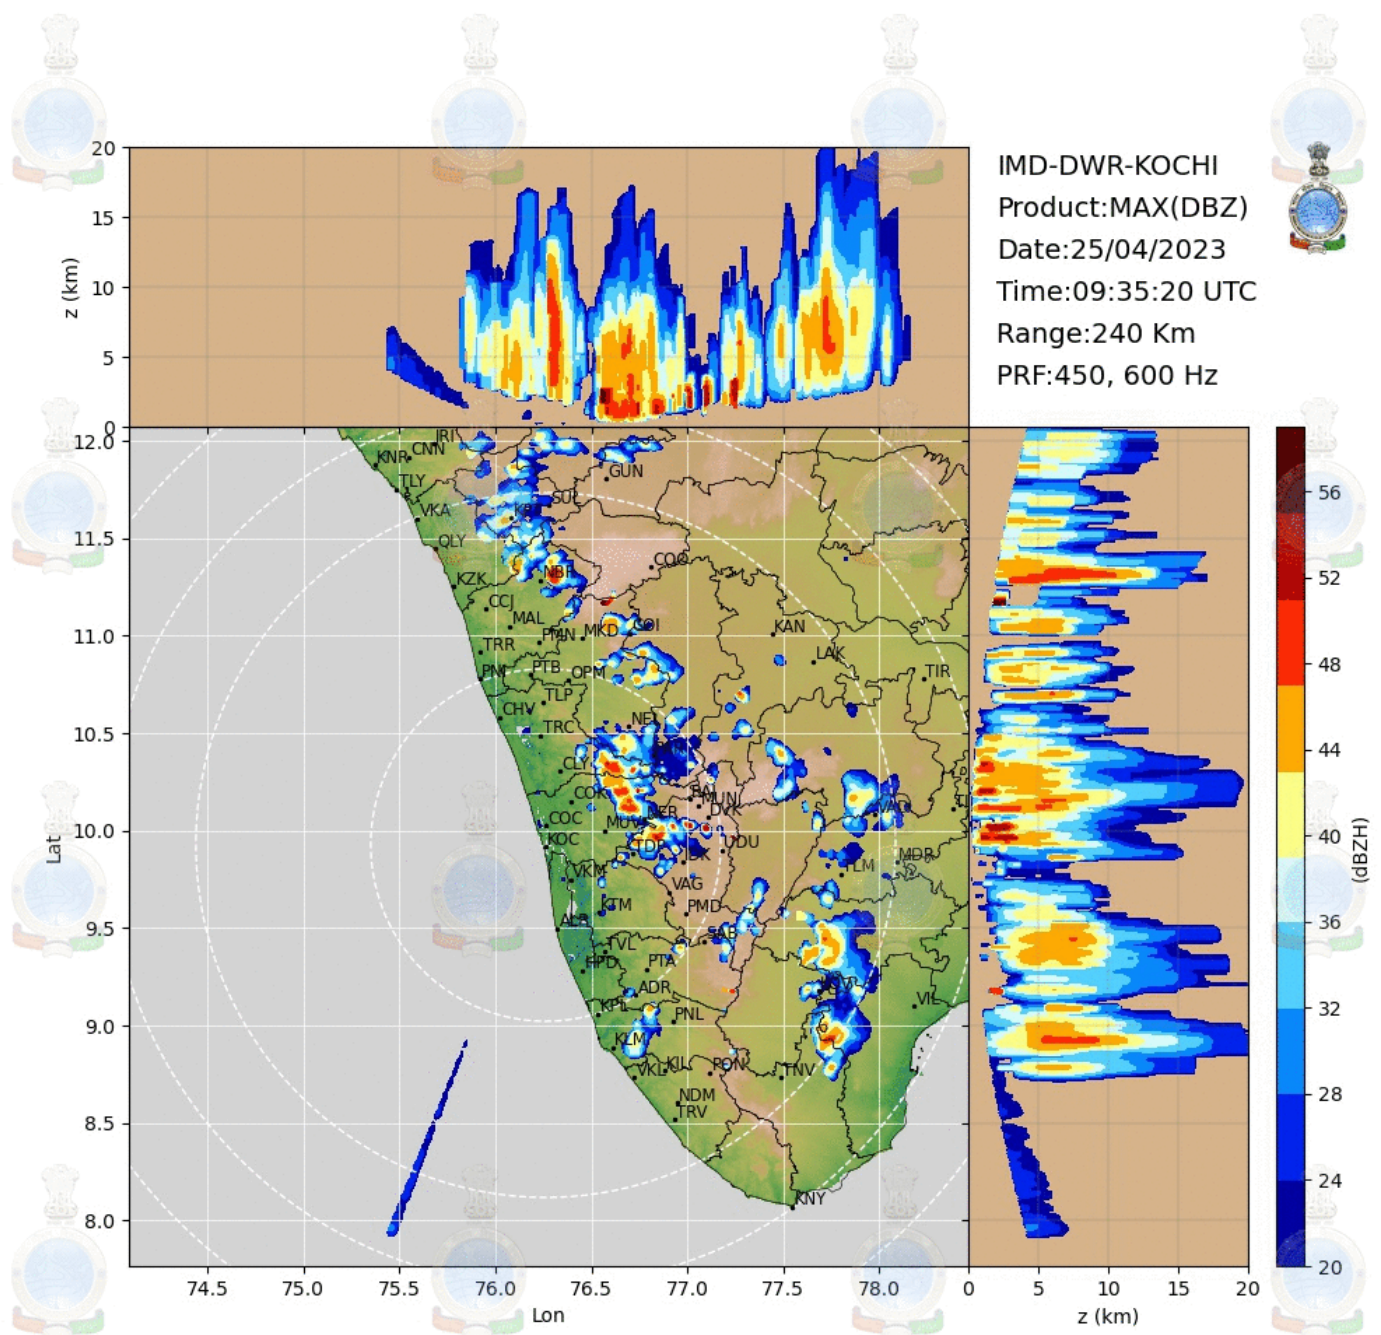 IMD-DWR-KOCHI
Product:MAX(DBZ)
Date:25/04/2023
Time:09:35:20 UTC
Range:240 Km
PRF:450, 600 Hz
20
15
10
5
0
z (km)
12.0
11.5
11.0
10.5
10.0
9.5
9.0
8.5
8.0
Lat
IRI
CNN
KNR
TLY
VKA
QLY
GUN
SUL
KZK
NBR
COO
CCJ
MAL
PMN
MKD
COI
KAN
TRR
LAK
PNI
PTB
OPM
TIR
TLP
CHV
NEL
TRC
CLY
COK
MUN
DVK
COC
KOC
UDU
TLM
MDR
IDK
VKM
VAG
KTM
PMD
ALB
SAB
TVL
HPD
PTA
ADR
KPL
PNL
VIL
KLM
VKL
KIL
PON
TNV
NDM
TRV
KNY
74.5 75.0 75.5 76.0 76.5 77.0 77.5 78.0
Lon
0 5 10 15 20
z (km)
56
52
48
44
40
36
32
28
24
20
(dBZH)